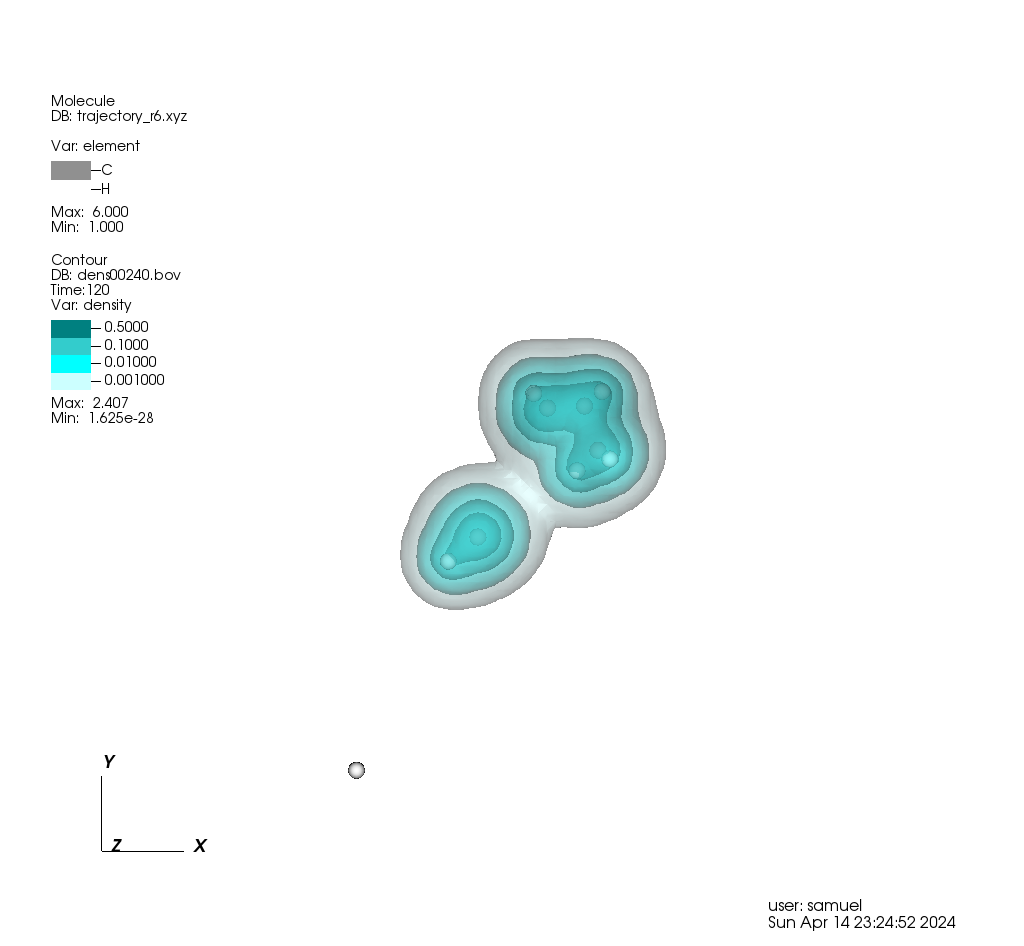 Molecule
DB: trajectory_r6.xyz
Var: element
C
H
Max: 6.000
Min: 1.000
Contour
DB: dens00240.bov
Time:120
Var: density
0.5000
0.1000
0.01000
0.001000
Max: 2.407
Min: 1.625e-28
Y
Z X
user: samuel
Sun Apr 14 23:24:52 2024